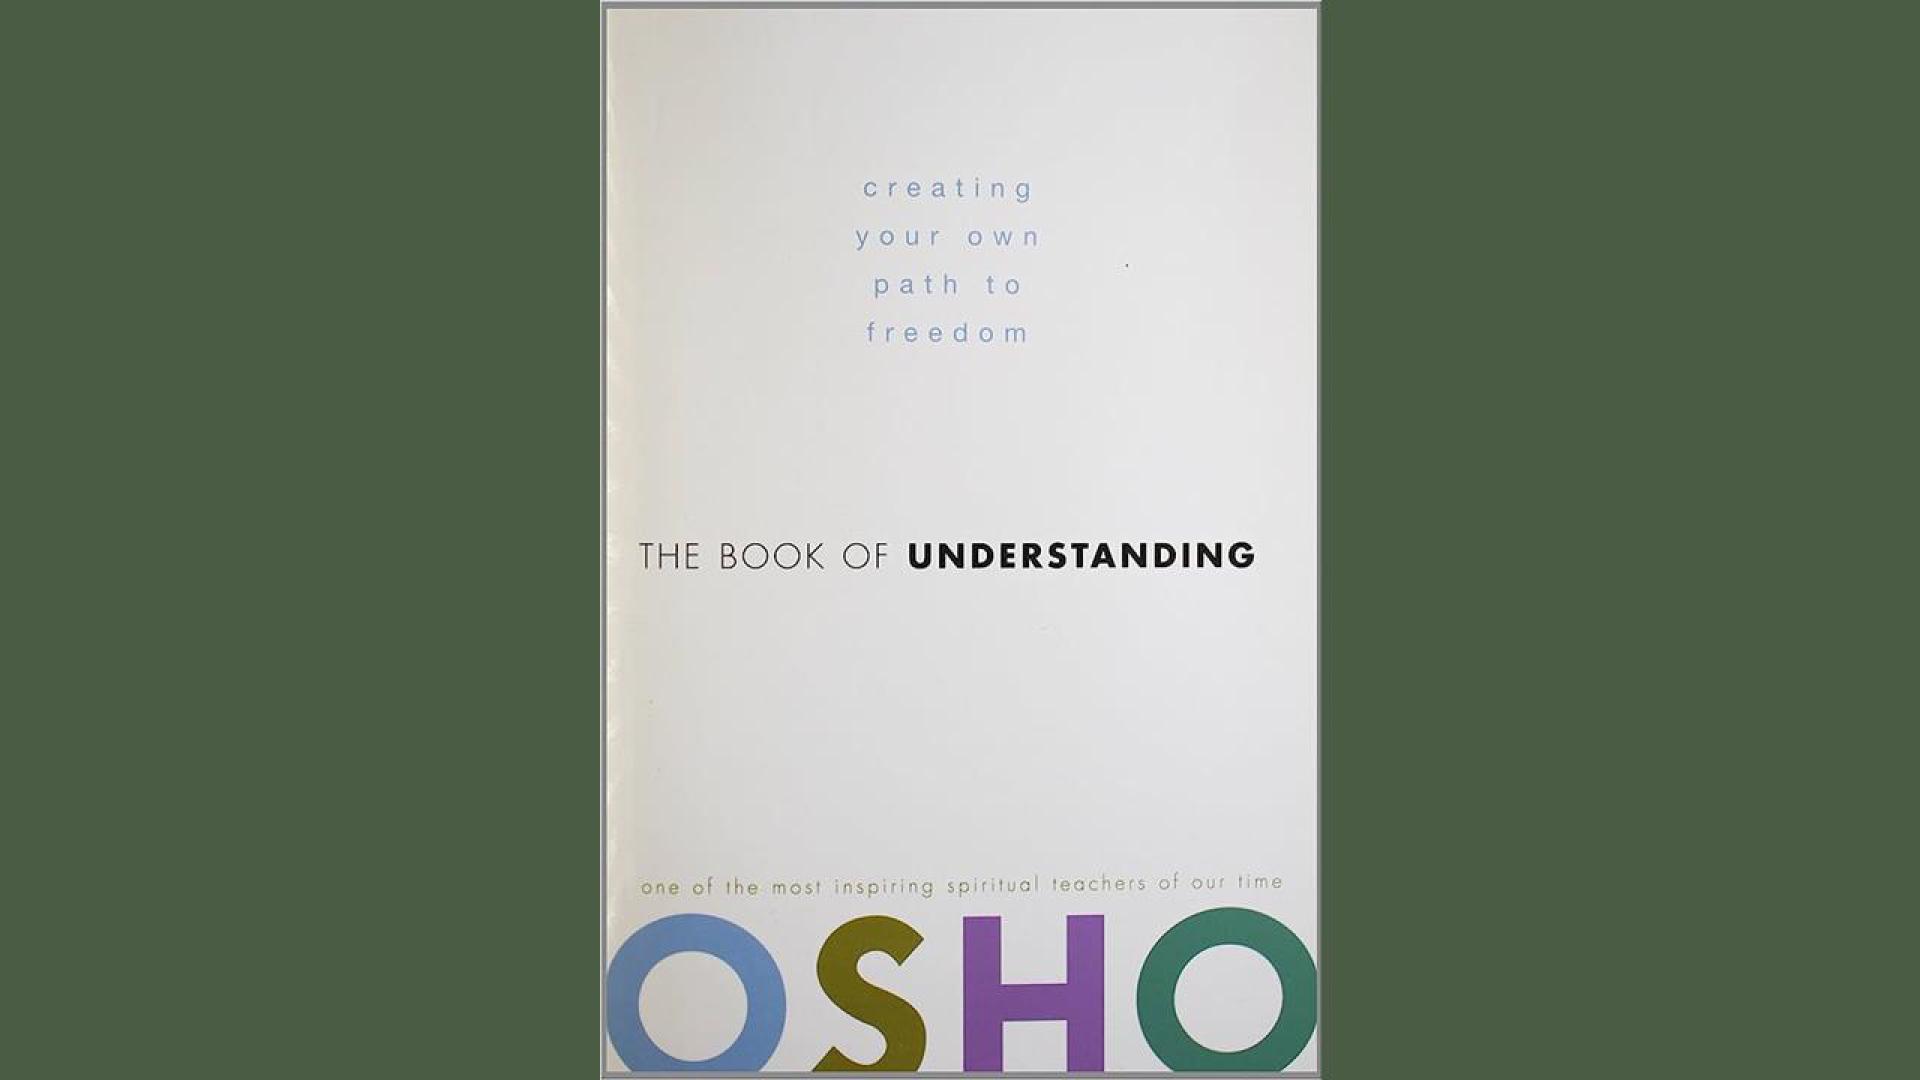 creating
your own
path to
freedom
THE BOOK OF UNDERSTANDING
one of the most inspiring spiritual teachers of our time
OSHO